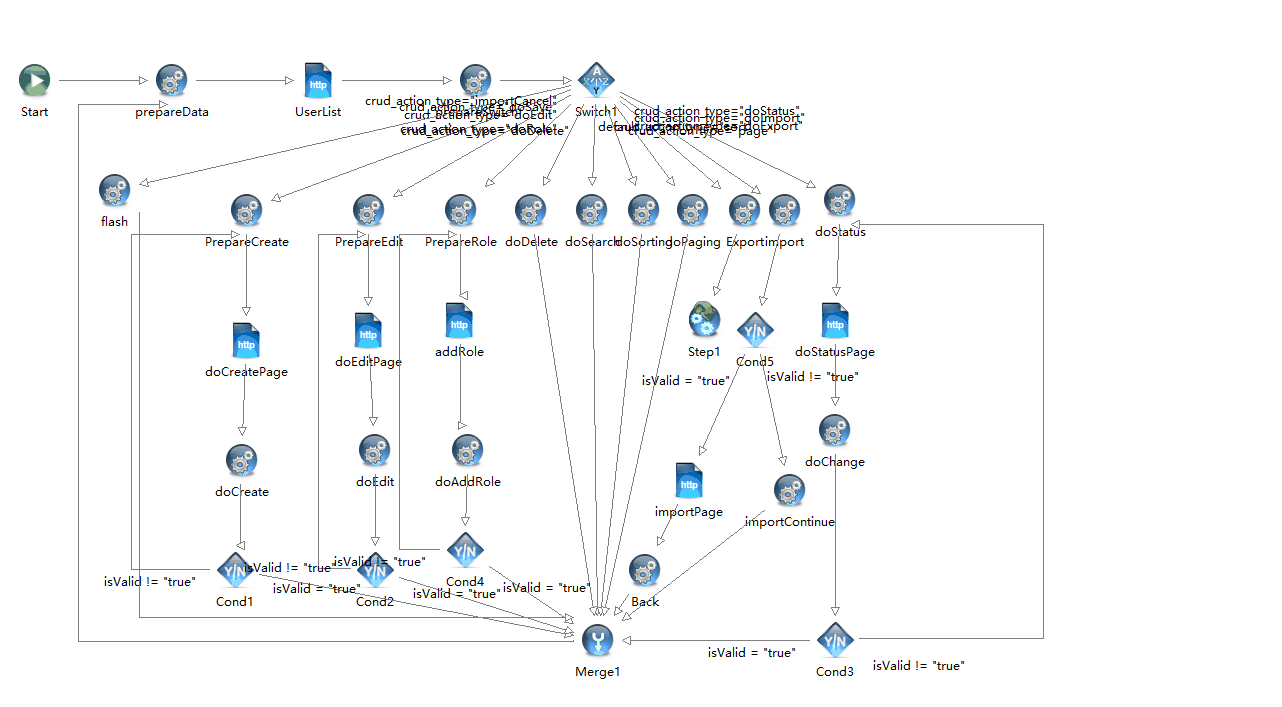 Start
prepareData
UserList
Switch1
crud_action_type="importCancel"
crud_action_type="doSave"
crud_action_type="doEdit"
crud_action_type="doRole"
crud_action_type="doDelete"
crud_action_type="doStatus"
crud_action_type="doImport"
crud_action_type="doExport"
crud_action_type="page"
flash
PrepareCreate
PrepareEdit
PrepareRole
doDelete
doSearch
doSorting
doPaging
Export
import
doStatus
doCreatePage
doEditPage
addRole
Step1
Cond5
doStatusPage
isValid = "true"
isValid != "true"
doCreate
doEdit
doAddRole
importPage
importContinue
doChange
isValid != "true"
isValid != "true"
isValid != "true"
isValid = "true"
isValid = "true"
isValid = "true"
Cond1
Cond2
Cond4
Back
Merge1
isValid = "true"
Cond3
isValid != "true"